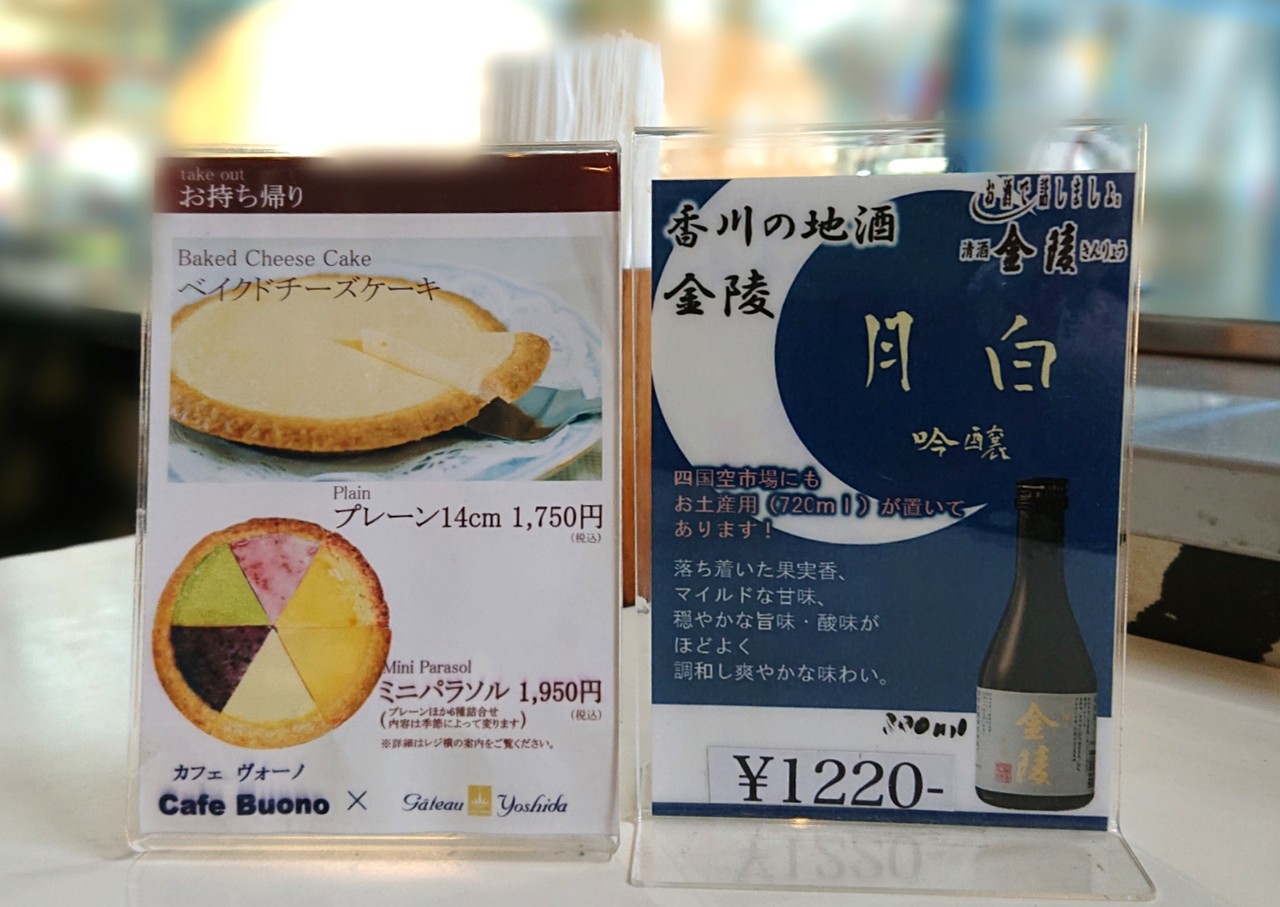 take out
お持ち帰り
Baked Cheese Cake
ベイクドチーズケーキ
Plain
プレーン14cm 1,750円
(税込)
Mini Parasol
ミニパラソル 1,950円
(税込)
プレーンほか6種詰合せ
(内容は季節によって変ります)
※詳細はレジ横の案内をご覧ください。
カフェ ヴォーノ
Cafe Buono × Gâteau Yoshida
香川の地酒
金陵
お酒で話しましょ。
清酒 金陵 きんりょう
月白
吟醸
四国空市場にも
お土産用(720ml)が置いて
あります!
落ち着いた果実香、
マイルドな甘味、
穏やかな旨味・酸味が
ほどよく
調和し爽やかな味わい。
300ml
¥1220-
金陵